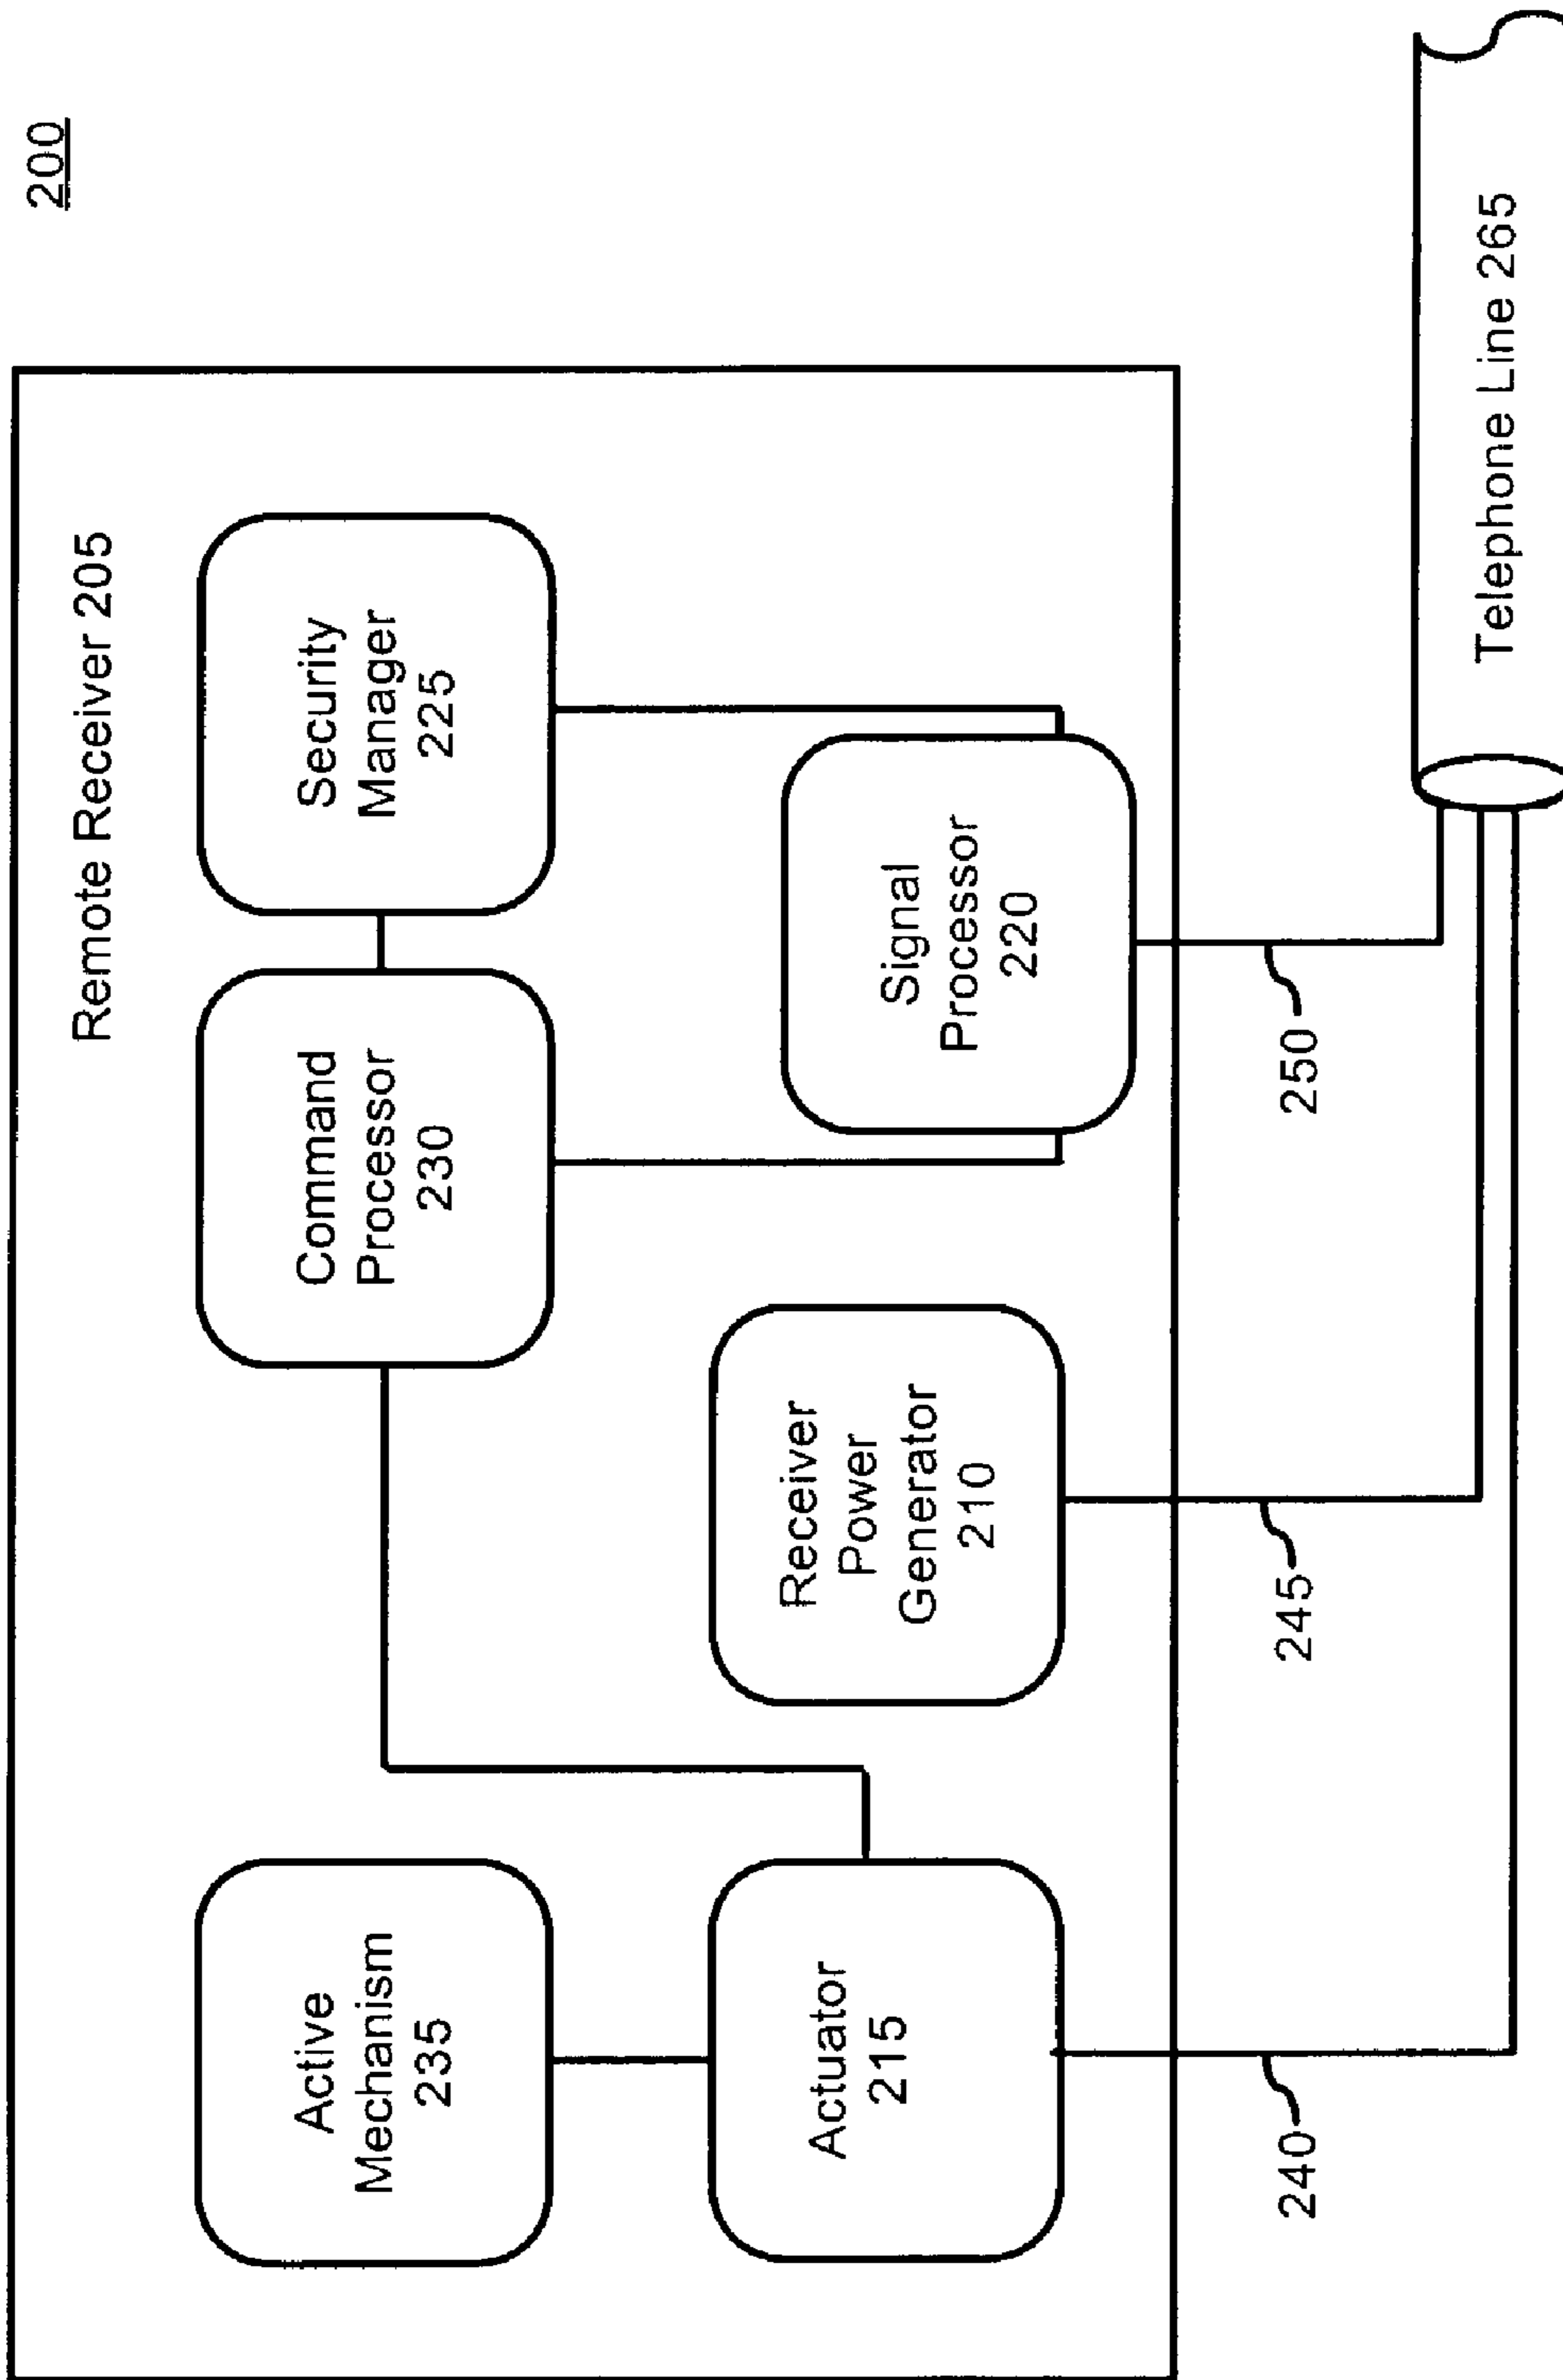 200
Remote Receiver 205
Active
Mechanism
235
Command
Processor
230
Security
Manager
225
Actuator
215
Receiver
Power
Generator
210
Signal
Processor
220
240
245
250
Telephone Line 265